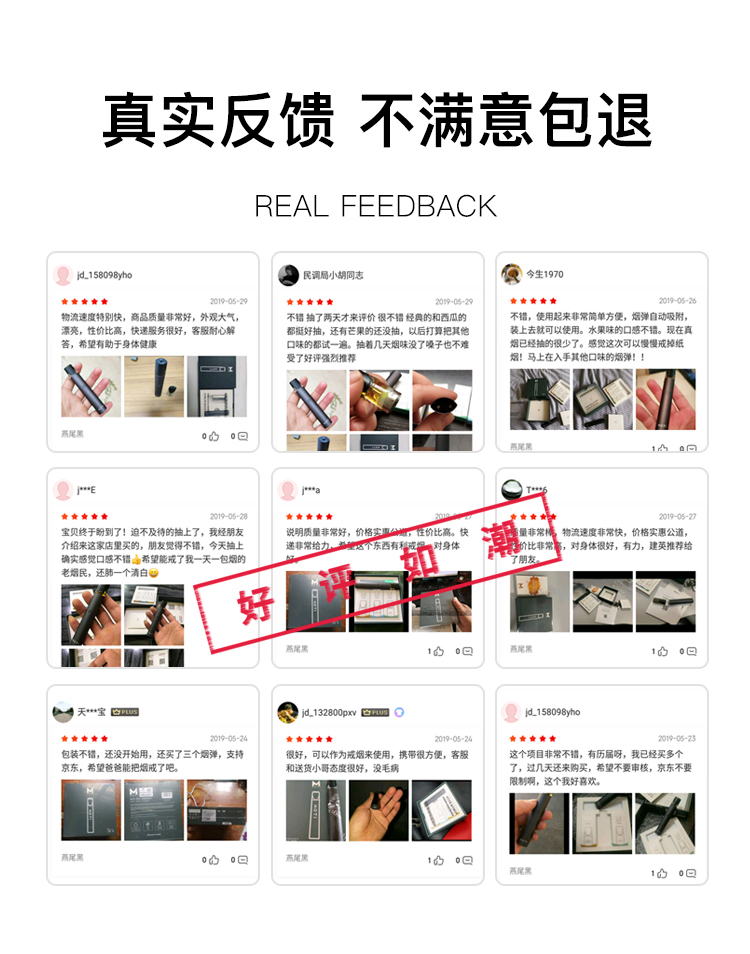 真实反馈 不满意包退
REAL FEEDBACK
jd_158098yho
2019-05-29
物流速度特别快，商品质量非常好，外观大气，
漂亮，性价比高，快递服务很好，客服耐心解
答，希望有助于身体健康
燕尾黑
0
0
民调局小胡同志
2019-05-29
不错 抽了两天才来评价 很不错 经典的和西瓜的
都挺好抽，还有芒果的还没抽，以后打算把其他
口味的都试一遍。抽着几天烟味没了嗓子也不难
受了好评强烈推荐
今生1970
2019-05-26
不错，使用起来非常简单方便，烟弹自动吸附，
装上去就可以使用。水果味的口感不错。现在真
烟已经抽的很少了。感觉这次可以慢慢戒掉纸
烟！马上在入手其他口味的烟弹！！
燕尾黑
1
0
j***E
2019-05-28
宝贝终于盼到了！迫不及待的抽上了，我经朋友
介绍来这家店里买的，朋友觉得不错，今天抽上
确实感觉口感不错👍希望能戒了我一天一包烟的
老烟民，还肺一个清白😄
j***a
2019-05-27
说明质量非常好，价格实惠公道，性价比高。快
递非常给力，希望这个东西有利戒烟，对身体
好。
燕尾黑
1
0
T***6
2019-05-27
质量非常棒，物流速度非常快，价格实惠公道，
性价比非常高，对身体很好，有力，建英推荐给
了朋友。
燕尾黑
1
0
好评如潮
天***宝 PLUS
2019-05-24
包装不错，还没开始用，还买了三个烟弹，支持
京东，希望爸爸能把烟戒了吧。
燕尾黑
0
0
jd_132800pxv PLUS
2019-05-24
很好，可以作为戒烟来使用，携带很方便，客服
和送货小哥态度很好，没毛病
MOTI
燕尾黑
1
0
jd_158098yho
2019-05-23
这个项目非常不错，有历届呀，我已经买多个
了，过几天还来购买，希望不要审核，京东不要
限制啊，这个我好喜欢。
燕尾黑
1
0